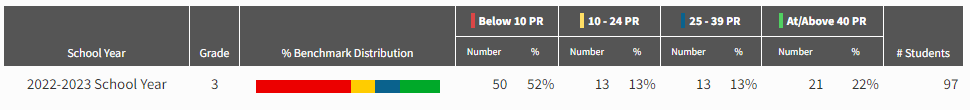 Below 10 PR 10 - 24 PR 25 - 39 PR At/Above 40 PR
School Year Grade % Benchmark Distribution Number % Number % Number % Number % # Students
2022-2023 School Year 3 50 52% 13 13% 13 13% 21 22% 97